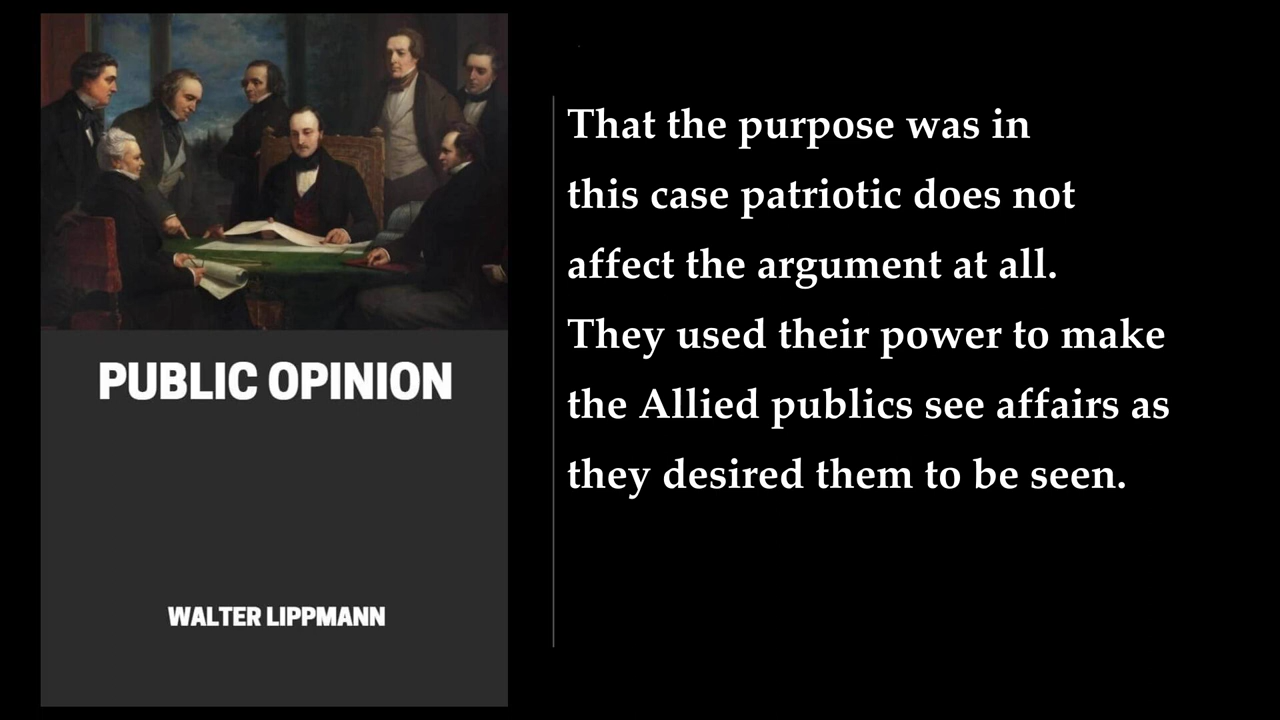 PUBLIC OPINION
WALTER LIPPMANN
That the purpose was in
this case patriotic does not
affect the argument at all.
They used their power to make
the Allied publics see affairs as
they desired them to be seen.